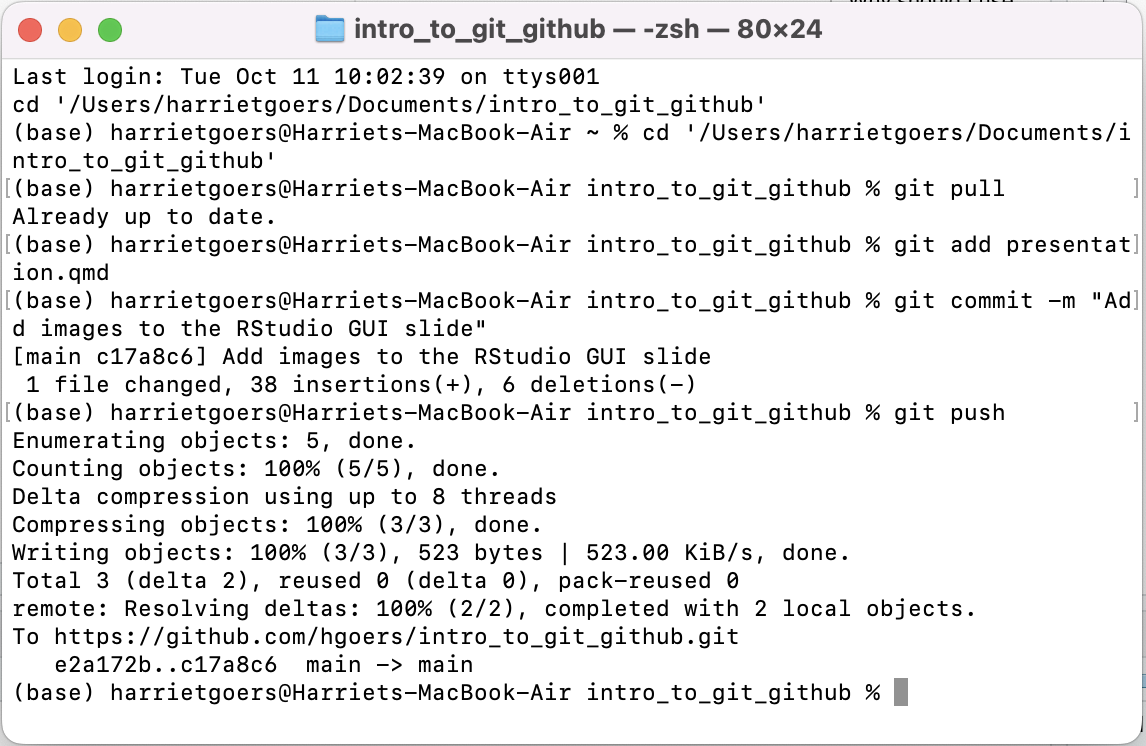 intro_to_git_github — -zsh — 80×24
Last login: Tue Oct 11 10:02:39 on ttys001
cd '/Users/harrietgoers/Documents/intro_to_git_github'
(base) harrietgoers@Harriets-MacBook-Air ~ % cd '/Users/harrietgoers/Documents/i
ntro_to_git_github'
[(base) harrietgoers@Harriets-MacBook-Air intro_to_git_github % git pull ]
Already up to date.
[(base) harrietgoers@Harriets-MacBook-Air intro_to_git_github % git add presentat]
ion.qmd
[(base) harrietgoers@Harriets-MacBook-Air intro_to_git_github % git commit -m "Ad]
d images to the RStudio GUI slide"
[main c17a8c6] Add images to the RStudio GUI slide
 1 file changed, 38 insertions(+), 6 deletions(-)
[(base) harrietgoers@Harriets-MacBook-Air intro_to_git_github % git push ]
Enumerating objects: 5, done.
Counting objects: 100% (5/5), done.
Delta compression using up to 8 threads
Compressing objects: 100% (3/3), done.
Writing objects: 100% (3/3), 523 bytes | 523.00 KiB/s, done.
Total 3 (delta 2), reused 0 (delta 0), pack-reused 0
remote: Resolving deltas: 100% (2/2), completed with 2 local objects.
To https://github.com/hgoers/intro_to_git_github.git
   e2a172b..c17a8c6  main -> main
(base) harrietgoers@Harriets-MacBook-Air intro_to_git_github %